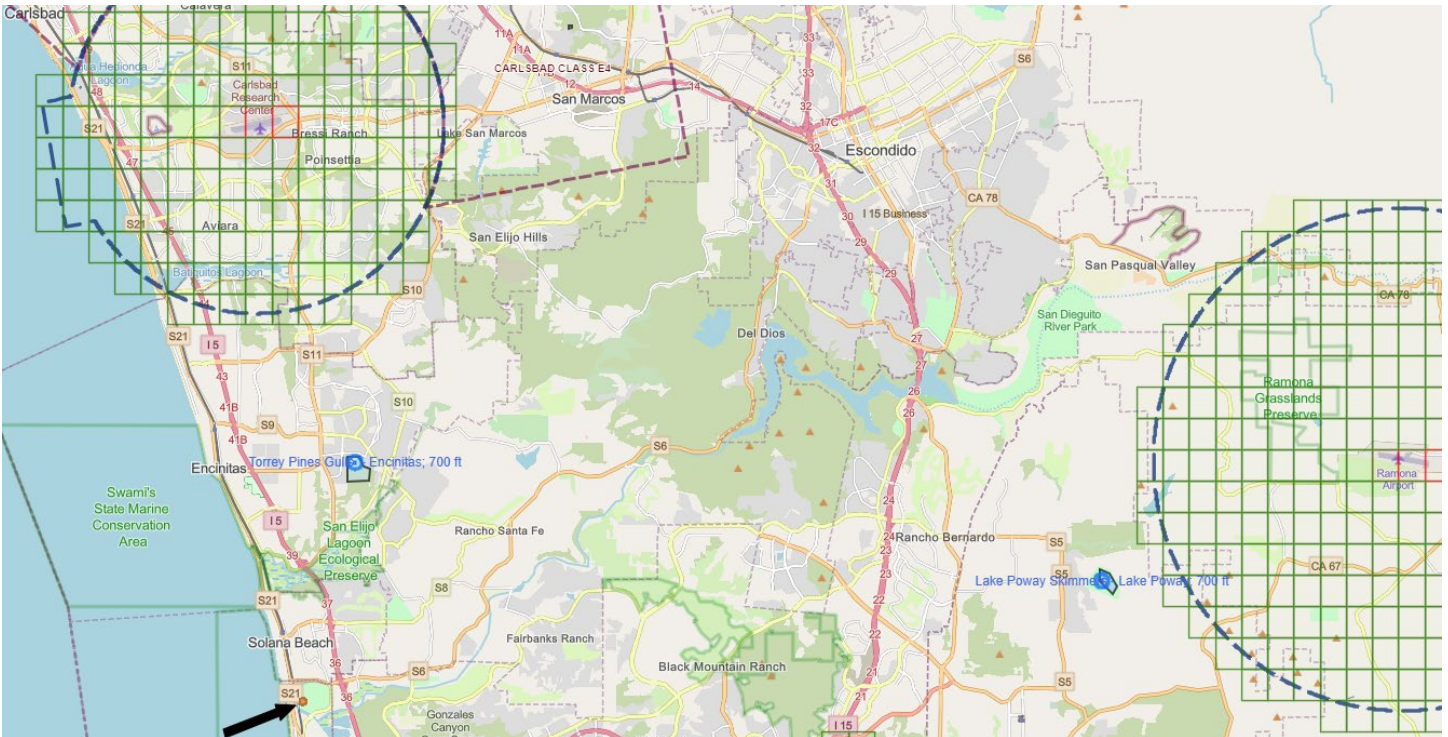 Carlsbad
Calavera
11A
11A
33
S6
Agua Hedionda
Lagoon
S11
CARLSBAD CLASS E4
11B
12
14
32
48
Carlsbad
Research
Center
San Marcos
17C
S21
Bressi Ranch
Lake San Marcos
32
Escondido
47
Poinsettia
31
CA 78
S21
Aviara
30
I 15 Business
45
San Elijo Hills
29
Batiquitos Lagoon
29
San Pasqual Valley
S10
CA 78
S21
San Dieguito
River Park
I 5
Del Dios
27
S11
27
43
26
Ramona
Grasslands
Preserve
S10
26
41B
S9
41B
S6
Encinitas
Torrey Pines Gulls; Encinitas; 700 ft
Ramona
Airport
Swami's
State Marine
Conservation
Area
24
I 5
San Elijo
Lagoon
Ecological
Preserve
Rancho Santa Fe
24
Rancho Bernardo
S5
39
23
S5
CA 67
23
Lake Poway Skimmers; Lake Poway; 700 ft
S8
S21
37
22
22
Solana Beach
Fairbanks Ranch
36
S6
Black Mountain Ranch
S5
S21
36
21
21
Gonzales
Canyon
I 15